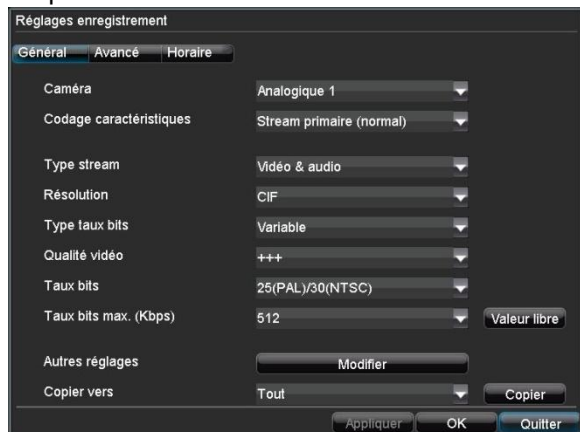 Réglages enregistrement
Général Avancé Horaire
Caméra Analogique 1
Codage caractéristiques Stream primaire (normal)
Type stream Vidéo & audio
Résolution CIF
Type taux bits Variable
Qualité vidéo +++
Taux bits 25(PAL)/30(NTSC)
Taux bits max. (Kbps) 512 Valeur libre
Autres réglages Modifier
Copier vers Tout Copier
Appliquer OK Quitter